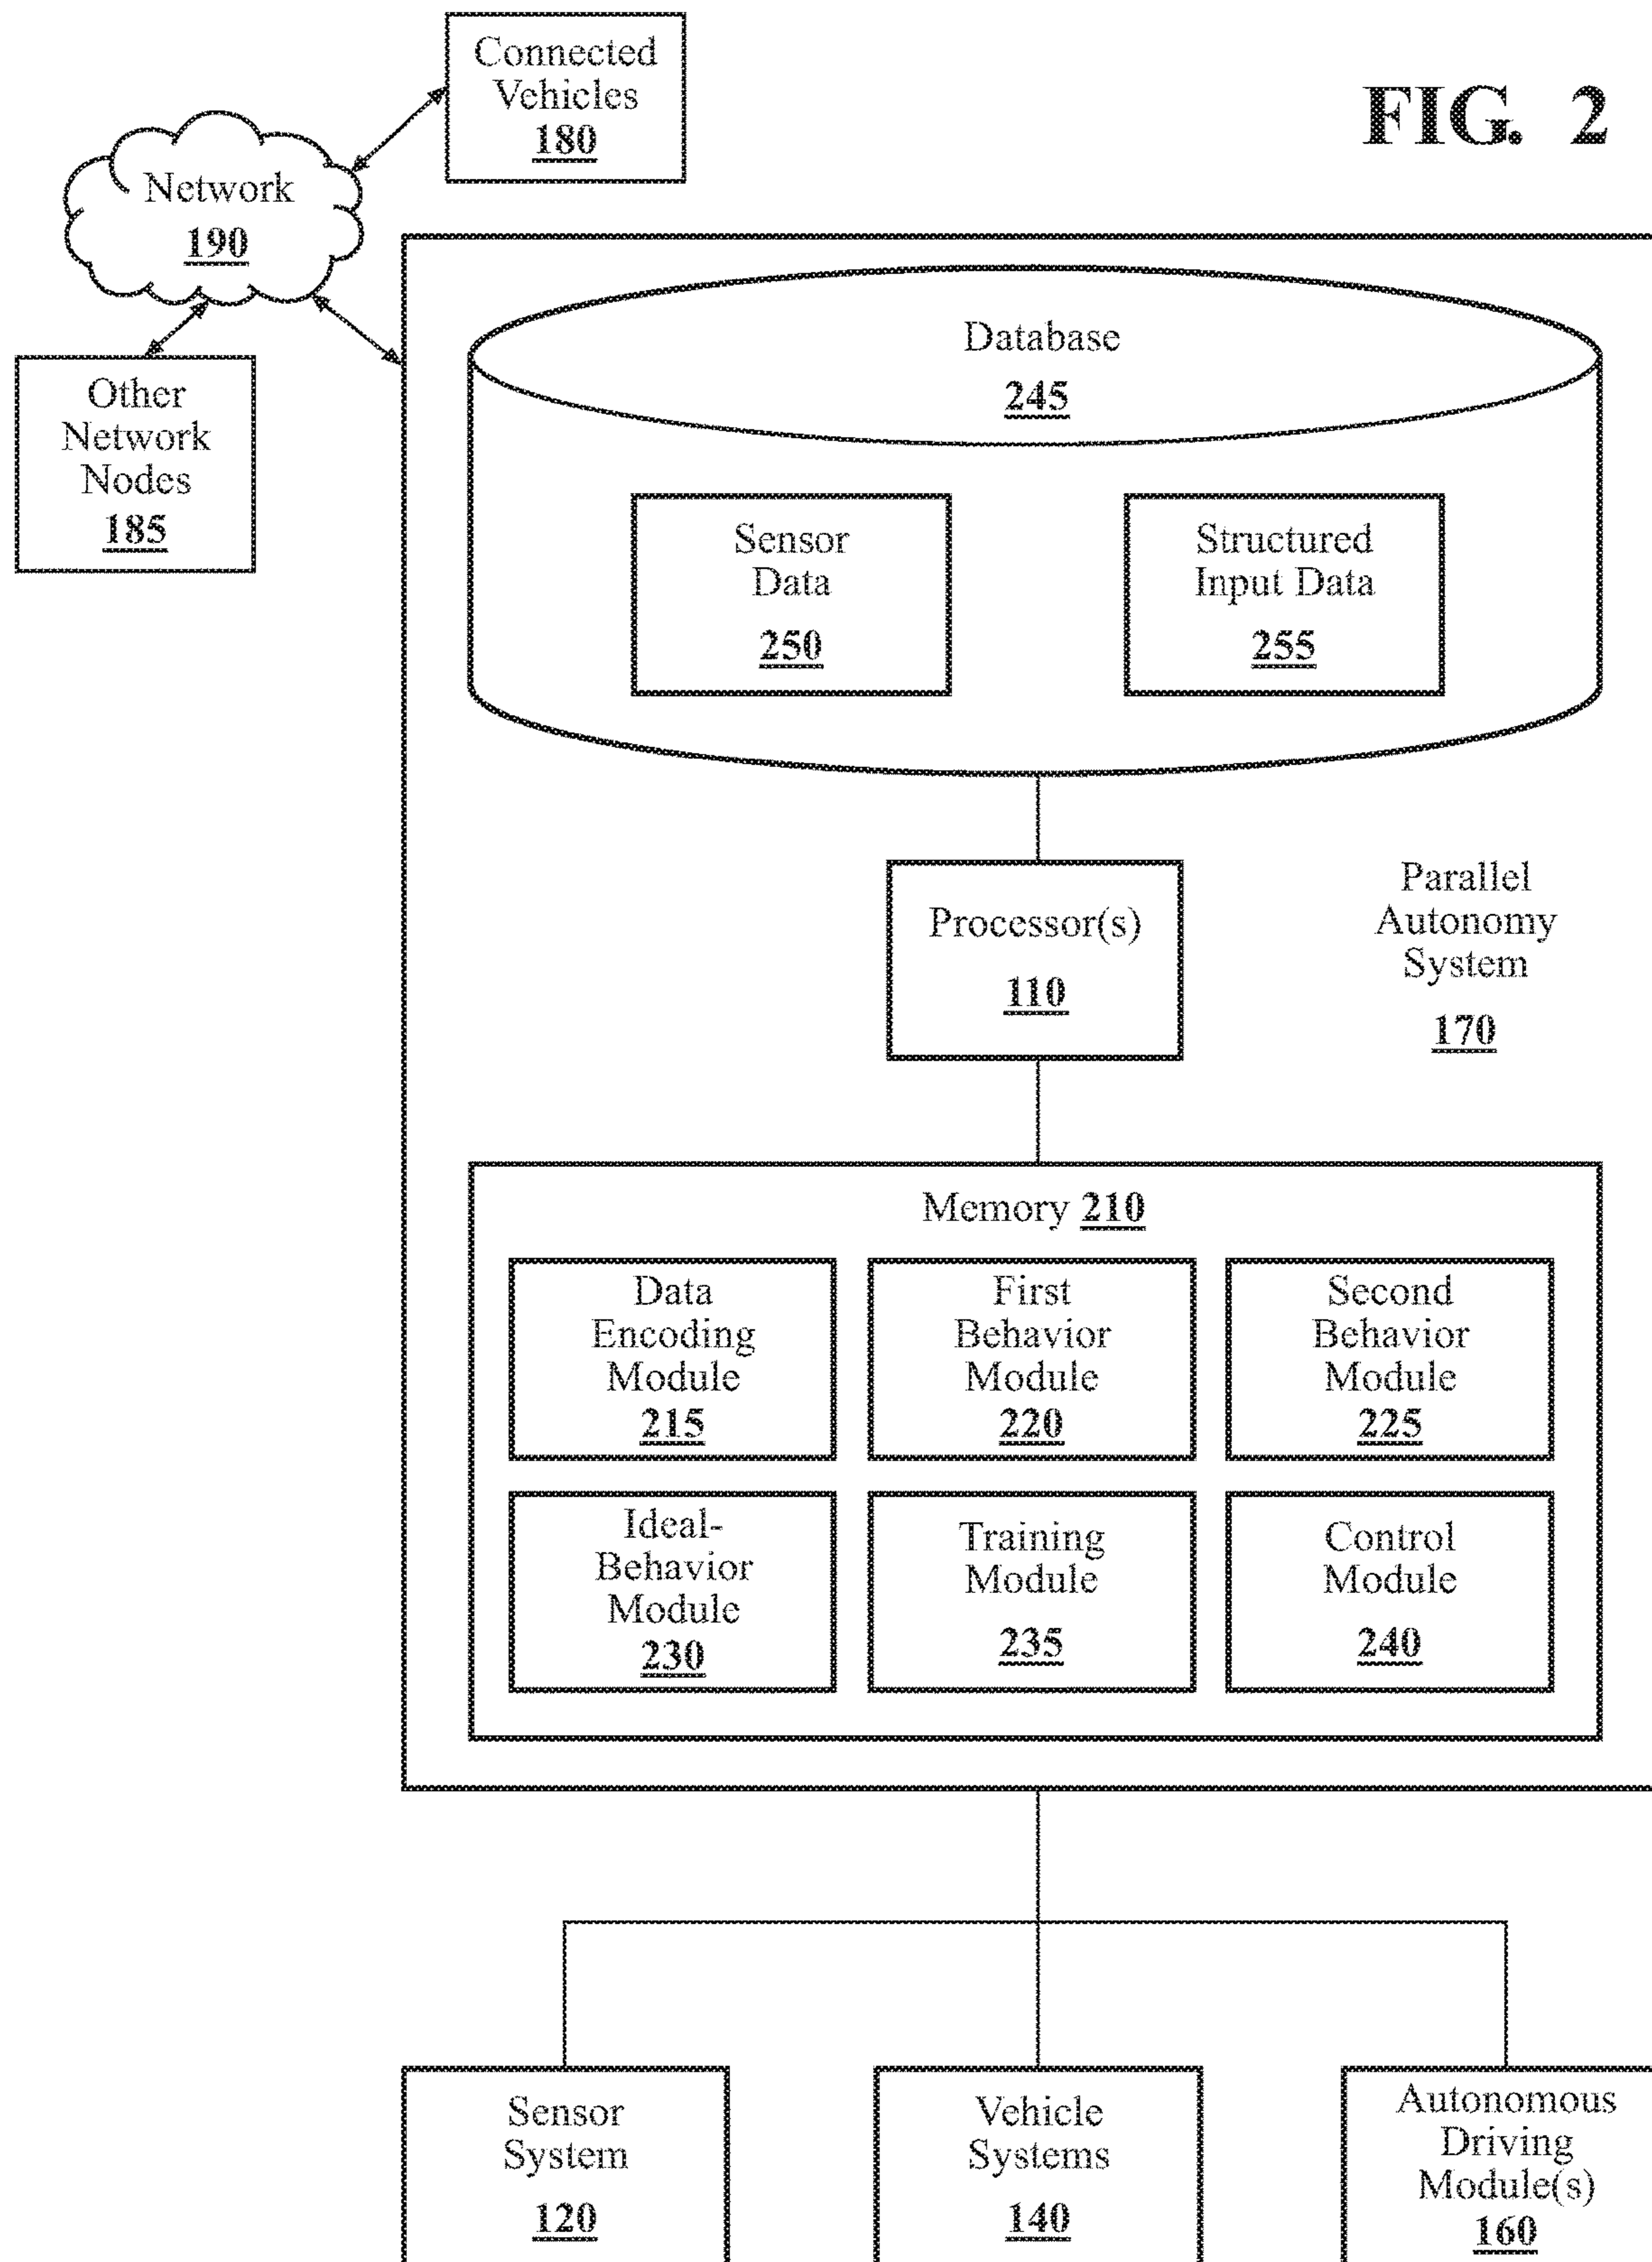 Connected
Vehicles
180
FIG. 2
Network
190
Other
Network
Nodes
185
Database
245
Sensor
Data
250
Structured
Input Data
255
Processor(s)
110
Parallel
Autonomy
System
170
Memory 210
Data
Encoding
Module
215
First
Behavior
Module
220
Second
Behavior
Module
225
Ideal-
Behavior
Module
230
Training
Module
235
Control
Module
240
Sensor
System
120
Vehicle
Systems
140
Autonomous
Driving
Module(s)
160